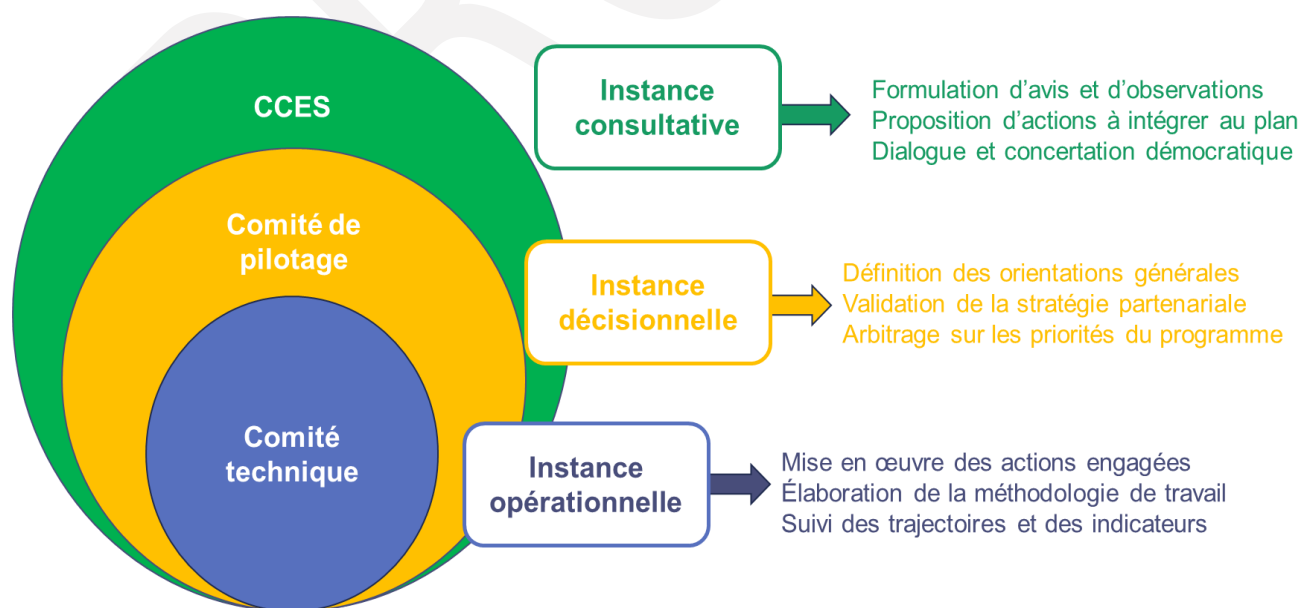 CCES
Instance
consultative
Formulation d'avis et d'observations
Proposition d'actions à intégrer au plan
Dialogue et concertation démocratique
Comité de
pilotage
Instance
décisionnelle
Définition des orientations générales
Validation de la stratégie partenariale
Arbitrage sur les priorités du programme
Comité
technique
Instance
opérationnelle
Mise en œuvre des actions engagées
Élaboration de la méthodologie de travail
Suivi des trajectoires et des indicateurs